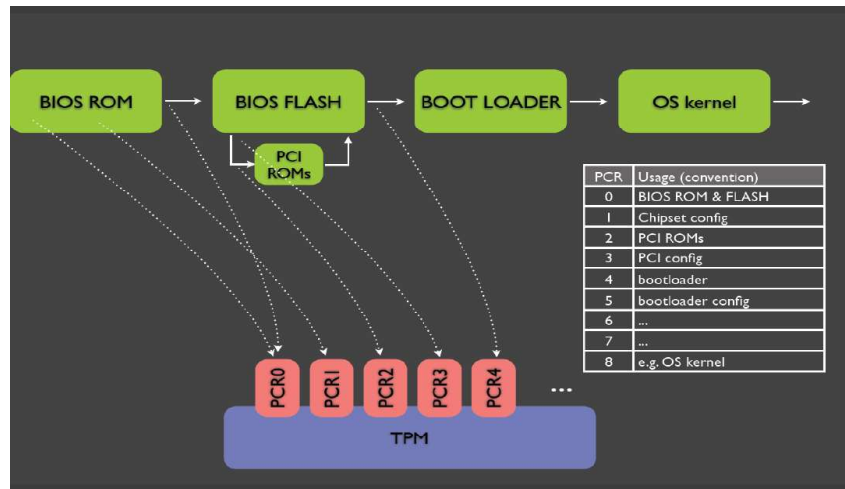 BIOS ROM
BIOS FLASH
BOOT LOADER
OS kernel
PCI
ROMs
PCR Usage (convention)
0 BIOS ROM & FLASH
1 Chipset config
2 PCI ROMs
3 PCI config
4 bootloader
5 bootloader config
6 ...
7 ...
8 e.g. OS kernel
PCR0
PCR1
PCR2
PCR3
PCR4
...
TPM